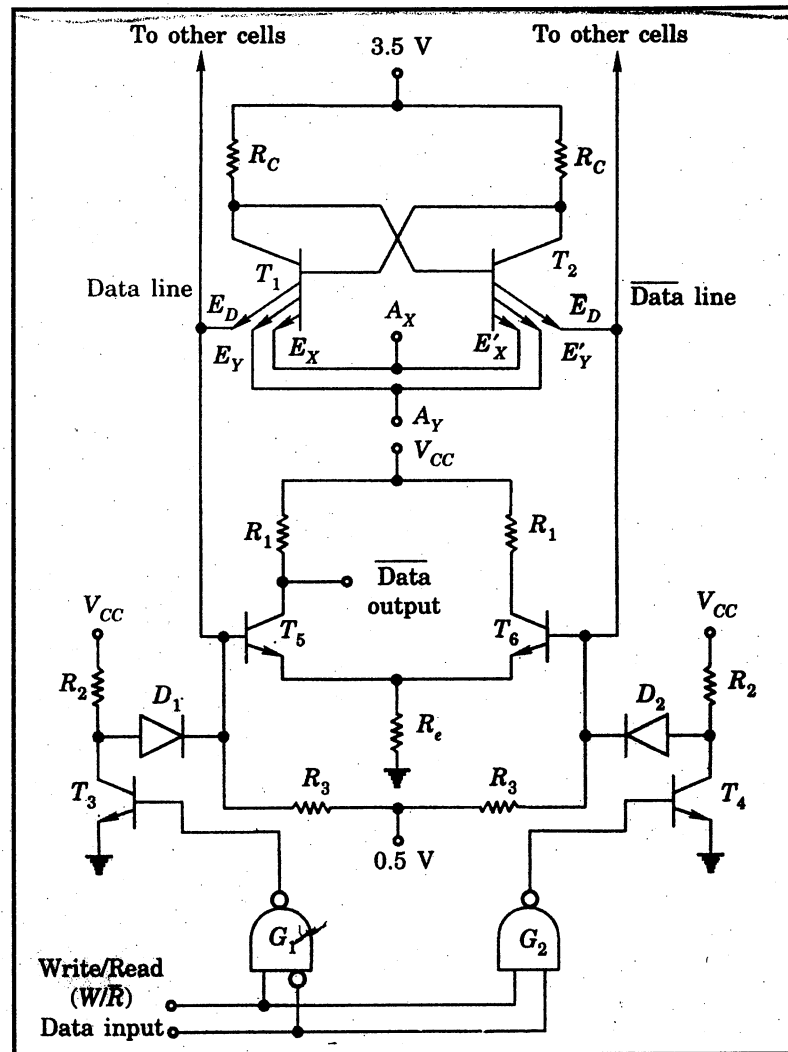 To other cells
To other cells
3.5 V
R_C
R_C
T_1
T_2
Data line
E_D
A_X
Ē_D
D̅a̅t̅a̅ line
E_Y
E_X
E′_X
E′_Y
A_Y
V_CC
R_1
R_1
D̅a̅t̅a̅
output
V_CC
T_5
T_6
V_CC
R_2
D_1
D_2
R_2
R_e
T_3
R_3
R_3
T_4
0.5 V
G_1
G_2
Write/Read
(W/R̅)
Data input